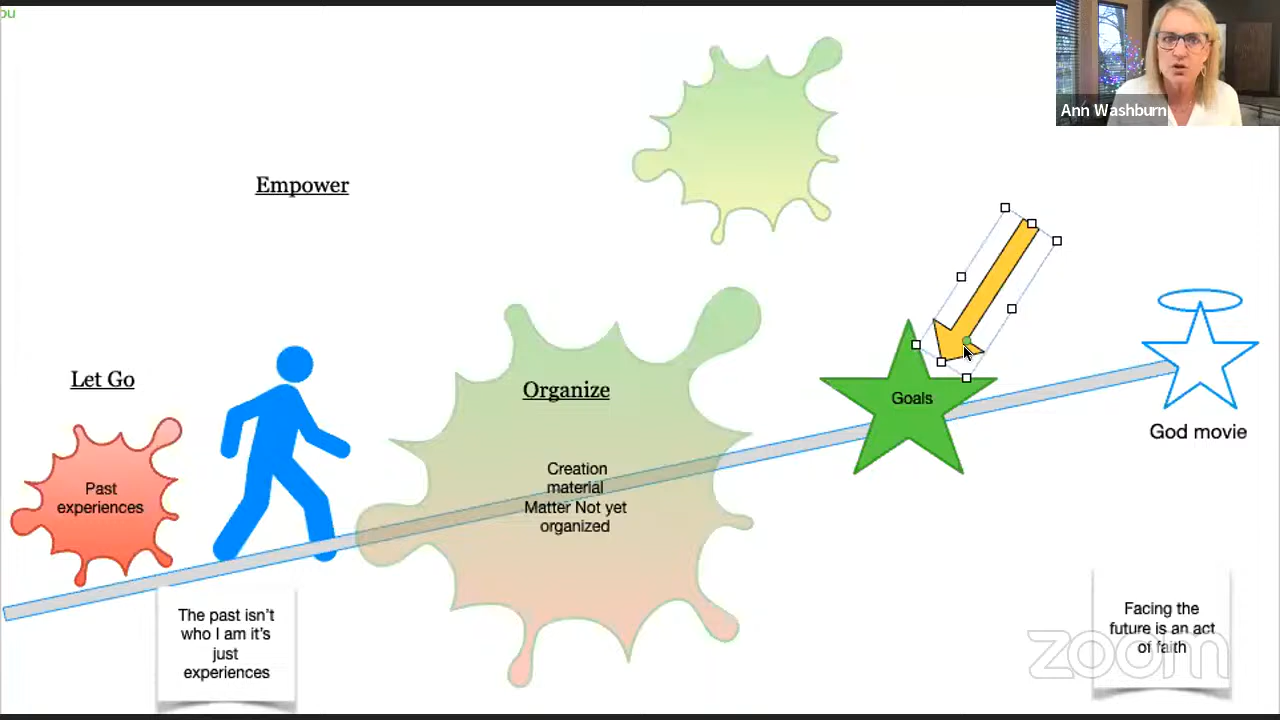 ou
Ann Washburn
Empower
Let Go
Organize
Goals
God movie
Past
experiences
Creation
material
Matter Not yet
organized
The past isn't
who I am it's
just
experiences
Facing the
future is an act
of faith
zoom